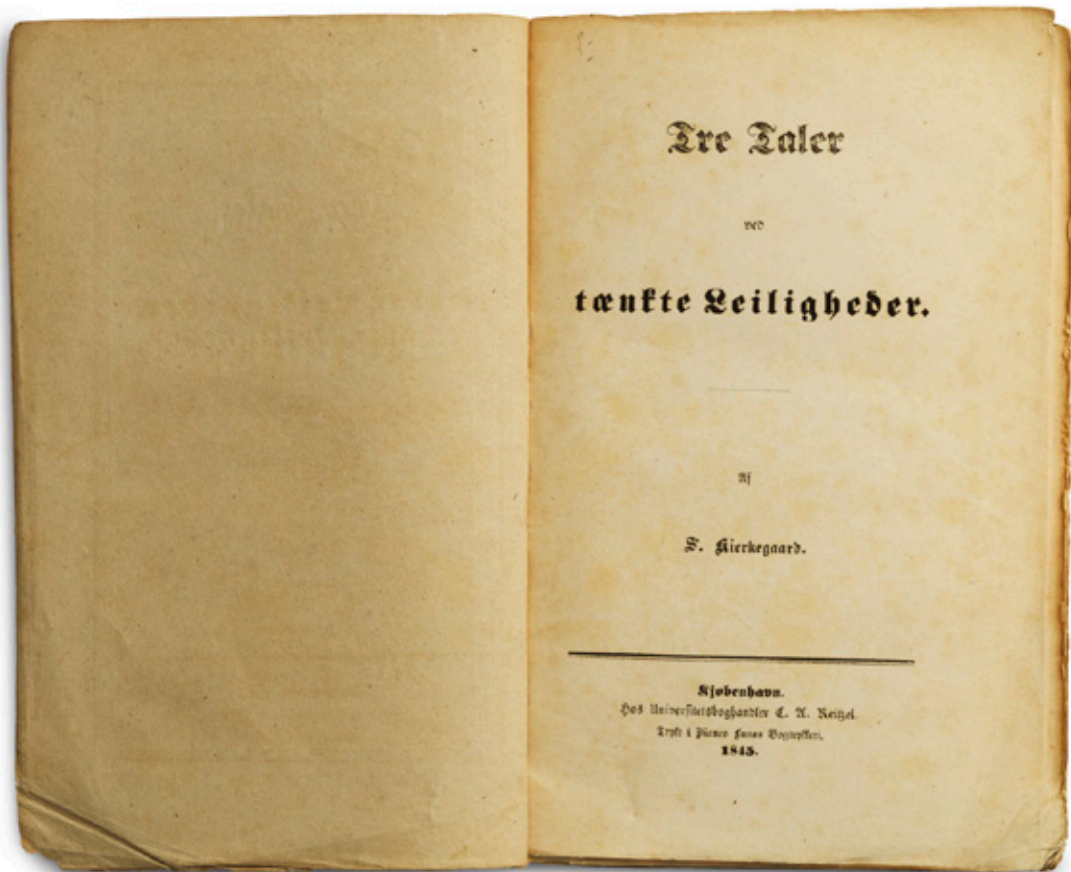 Tre Taler
ved
tænkte Leiligheder.
Af
S. Kierkegaard.
Kjøbenhavn.
Hos Universitetsboghandler C. A. Reitzel.
Trykt i Bianco Lunos Bogtrykkeri.
1845.